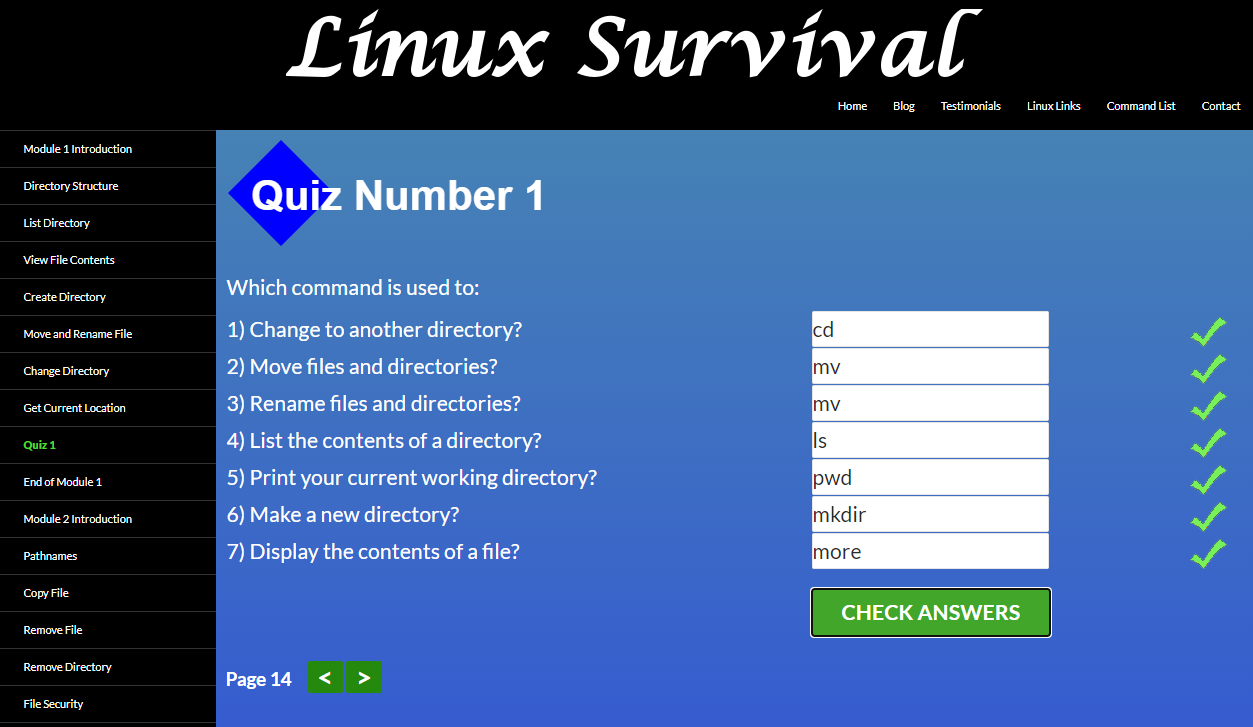 Linux Survival
Home Blog Testimonials Linux Links Command List Contact
Module 1 Introduction
Directory Structure
List Directory
View File Contents
Create Directory
Move and Rename File
Change Directory
Get Current Location
Quiz 1
End of Module 1
Module 2 Introduction
Pathnames
Copy File
Remove File
Remove Directory
File Security
Quiz Number 1
Which command is used to:
1) Change to another directory? cd
2) Move files and directories? mv
3) Rename files and directories? mv
4) List the contents of a directory? ls
5) Print your current working directory? pwd
6) Make a new directory? mkdir
7) Display the contents of a file? more
CHECK ANSWERS
Page 14 < >